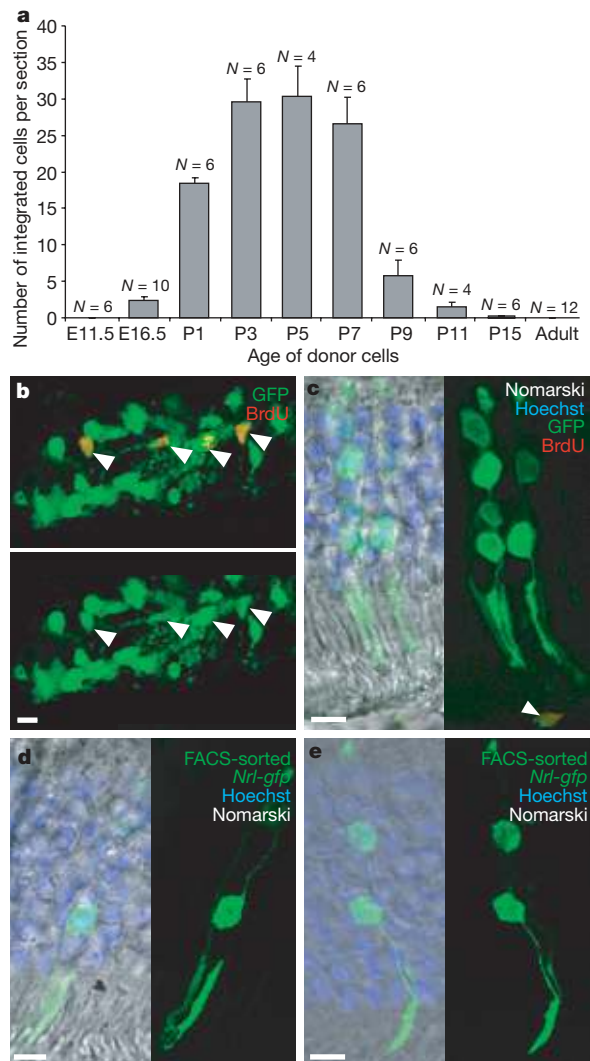 a
Number of integrated cells per section
40
35
30
25
20
15
10
5
0
N = 6
N = 10
N = 6
N = 6
N = 4
N = 6
N = 6
N = 4
N = 6
N = 12
E11.5 E16.5 P1 P3 P5 P7 P9 P11 P15 Adult
Age of donor cells
b
GFP
BrdU
c
Nomarski
Hoechst
GFP
BrdU
d
FACS-sorted
Nrl-gfp
Hoechst
Nomarski
e
FACS-sorted
Nrl-gfp
Hoechst
Nomarski